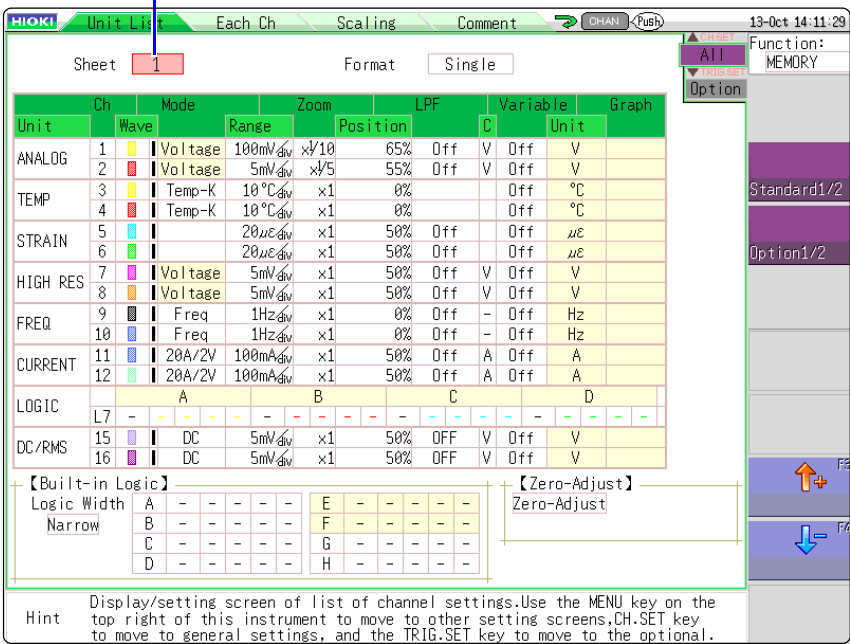 HIOKI Unit List Each Ch Scaling Comment CHAN Push 13-Oct 14:11:29
CH.SET
All
TRIG.SET
Option
Function:
MEMORY
Sheet 1 Format Single
Ch Mode Zoom LPF Variable Graph
Unit Wave Range Position C Unit
ANALOG
1 Voltage 100mV/div x1/10 65% Off V Off V
2 Voltage 5mV/div x1/5 55% Off V Off V
TEMP
3 Temp-K 10°C/div x1 0% Off °C
4 Temp-K 10°C/div x1 0% Off °C
STRAIN
5 20με/div x1 50% Off Off με
6 20με/div x1 50% Off Off με
HIGH RES
7 Voltage 5mV/div x1 50% Off V Off V
8 Voltage 5mV/div x1 50% Off V Off V
FREQ
9 Freq 1Hz/div x1 0% Off - Off Hz
10 Freq 1Hz/div x1 0% Off - Off Hz
CURRENT
11 20A/2V 100mA/div x1 50% Off A Off A
12 20A/2V 100mA/div x1 50% Off A Off A
LOGIC
A B C D
L7 - - - - - - - - - - - - - - - - - - - -
DC/RMS
15 DC 5mV/div x1 50% OFF V Off V
16 DC 5mV/div x1 50% OFF V Off V
Standard1/2
Option1/2
F3
+
F4
-
【Built-in Logic】 【Zero-Adjust】
Logic Width A - - - - - E - - - - - Zero-Adjust
Narrow B - - - - - F - - - - -
C - - - - - G - - - - -
D - - - - - H - - - - -
Hint
Display/setting screen of list of channel settings.Use the MENU key on the
top right of this instrument to move to other setting screens,CH.SET key
to move to general settings, and the TRIG.SET key to move to the optional.